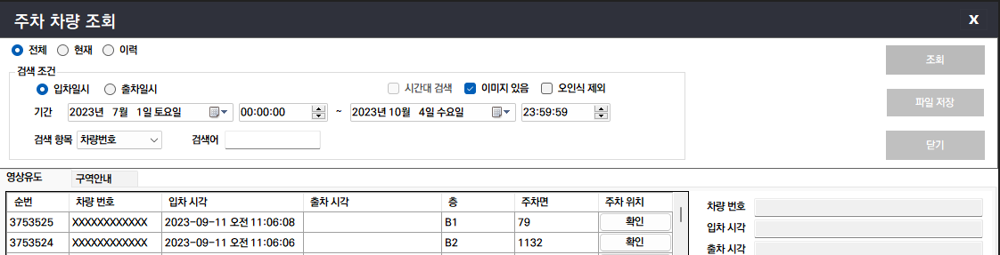 주차 차량 조회 X
전체 현재 이력
조회
검색 조건
입차일시 출차일시 시간대 검색 이미지 있음 오인식 제외
파일 저장
기간 2023년 7월 1일 토요일 00:00:00 ~ 2023년 10월 4일 수요일 23:59:59
검색 항목 차량번호 검색어
닫기
영상유도 구역안내
순번 차량 번호 입차 시각 출차 시각 층 주차면 주차 위치
차량 번호
3753525 XXXXXXXXXXXX 2023-09-11 오전 11:06:08 B1 79 확인
입차 시각
3753524 XXXXXXXXXXXX 2023-09-11 오전 11:06:06 B2 1132 확인
출차 시각